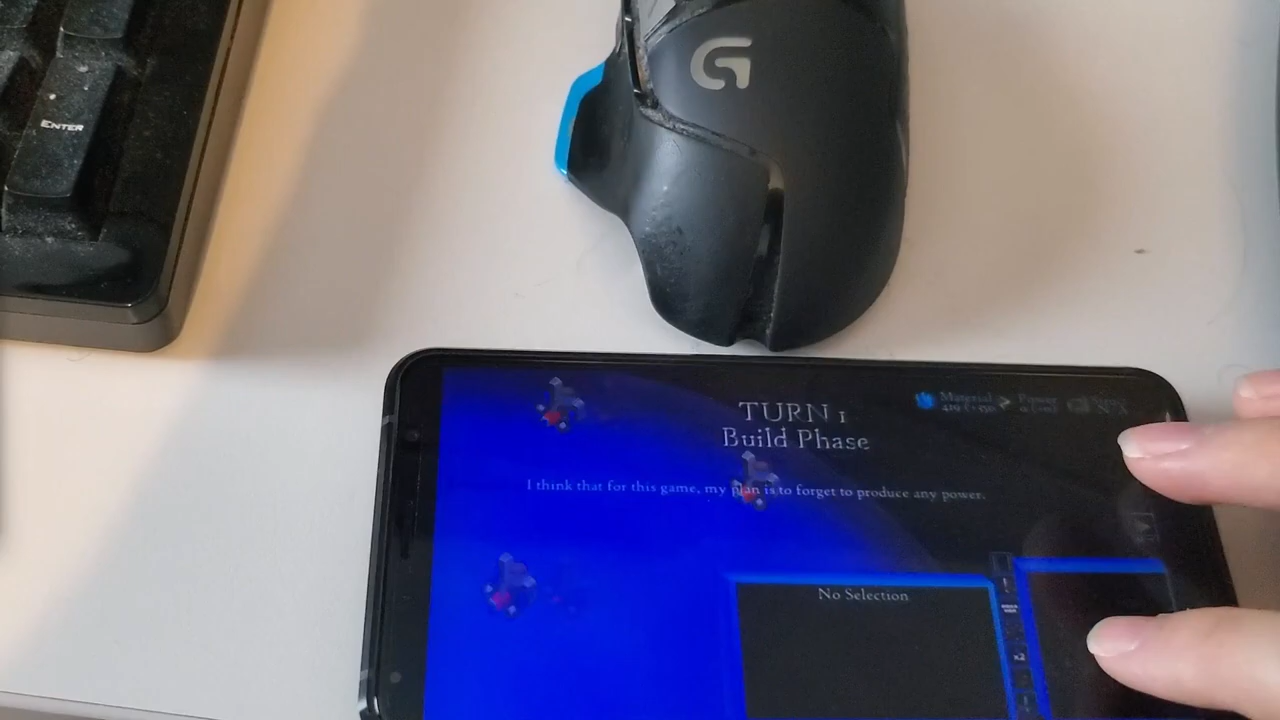 ENTER
G
TURN 1
Build Phase
Material
Power
I think that for this game, my plan is to forget to produce any power.
No Selection
x2